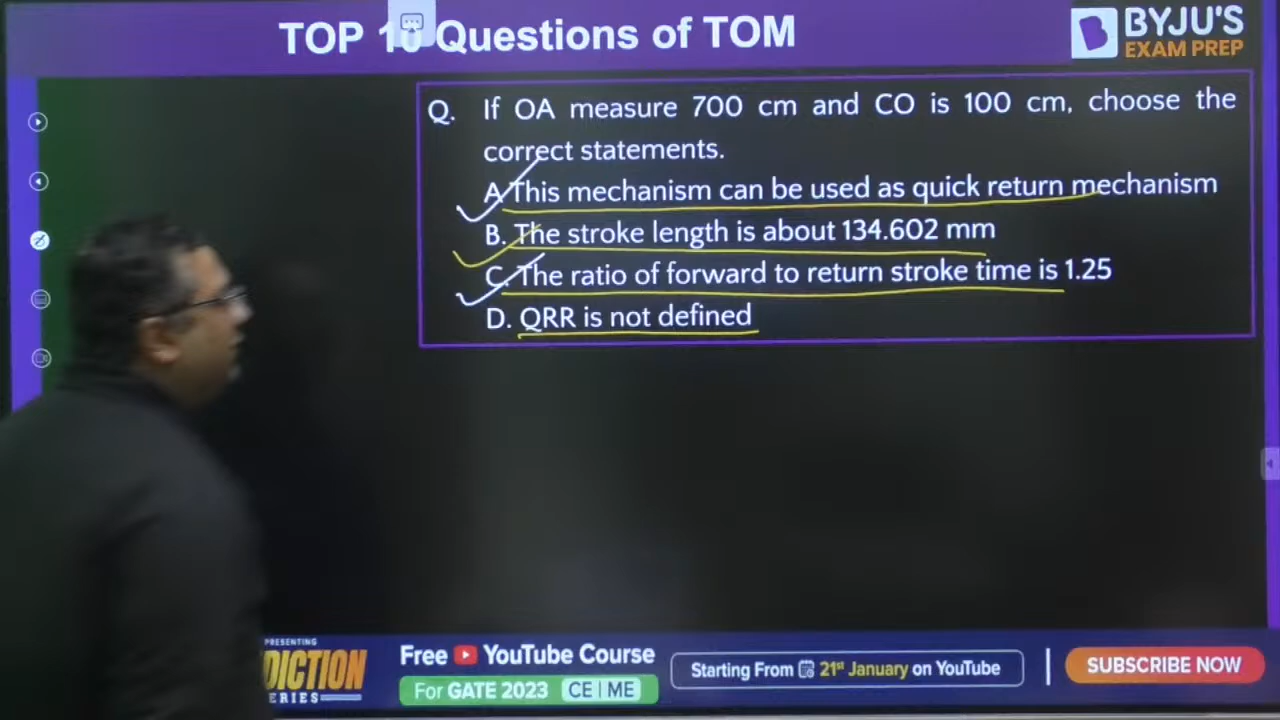 TOP 10 Questions of TOM
BYJU'S
EXAM PREP
Q. If OA measure 700 cm and CO is 100 cm, choose the
correct statements.
A. This mechanism can be used as quick return mechanism
B. The stroke length is about 134.602 mm
C. The ratio of forward to return stroke time is 1.25
D. QRR is not defined
PRESENTING
DICTION
ERIES
Free YouTube Course
For GATE 2023 CE | ME
Starting From 21st January on YouTube
SUBSCRIBE NOW